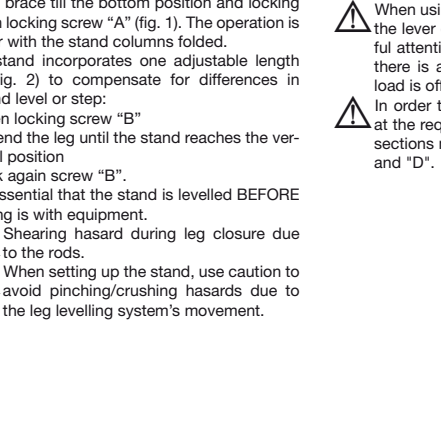 brace till the bottom position and locking
locking screw “A” (fig. 1). The operation is
with the stand columns folded.
stand incorporates one adjustable length
fig. 2) to compensate for differences in
level or step:
locking screw “B”
end the leg until the stand reaches the ver-
position
again screw “B”.
essential that the stand is levelled BEFORE
is with equipment.
Shearing hasard during leg closure due
to the rods.
When setting up the stand, use caution to
avoid pinching/crushing hasards due to
the leg levelling system’s movement.
When usi
the lever
ful attenti
there is a
load is of
In order t
at the req
sections
and "D".